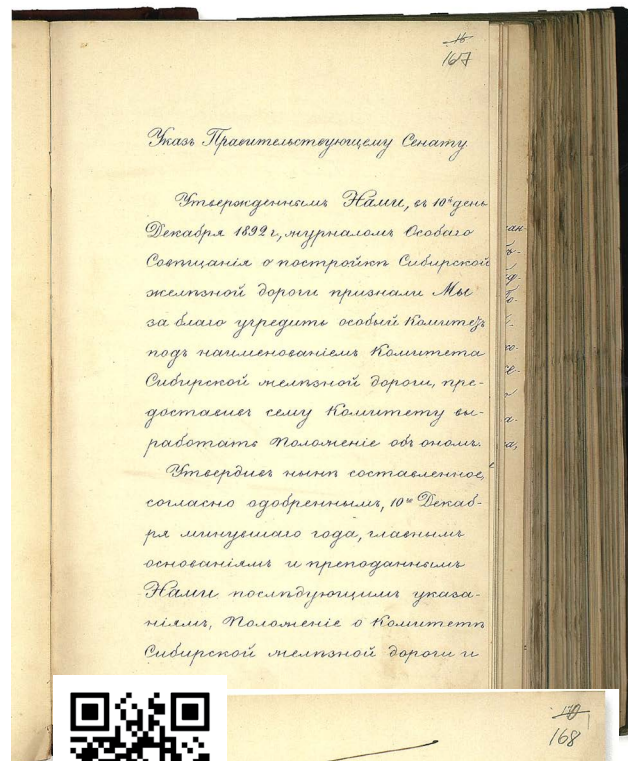 16
167
Указъ Правительствующему Сенату.
Утвержденнымъ Нами, въ 10й день
Декабря 1892 г, журналомъ Особаго
Совѣщанія о постройкѣ Сибирской
желѣзной дороги признали Мы
за благо учредить особый Комитетъ
подъ наименованіемъ Комитета
Сибирской желѣзной дороги, пре-
доставивъ сему Комитету вы-
работать Положеніе объ ономъ.
Утвердивъ нынѣ составленное,
согласно одобреннымъ, 10го Декаб-
ря минувшаго года, главнымъ
основаніямъ и преподаннымъ
Нами послѣдующимъ указа-
ніямъ, Положеніе о Комитетѣ
Сибирской желѣзной дороги и
170
168